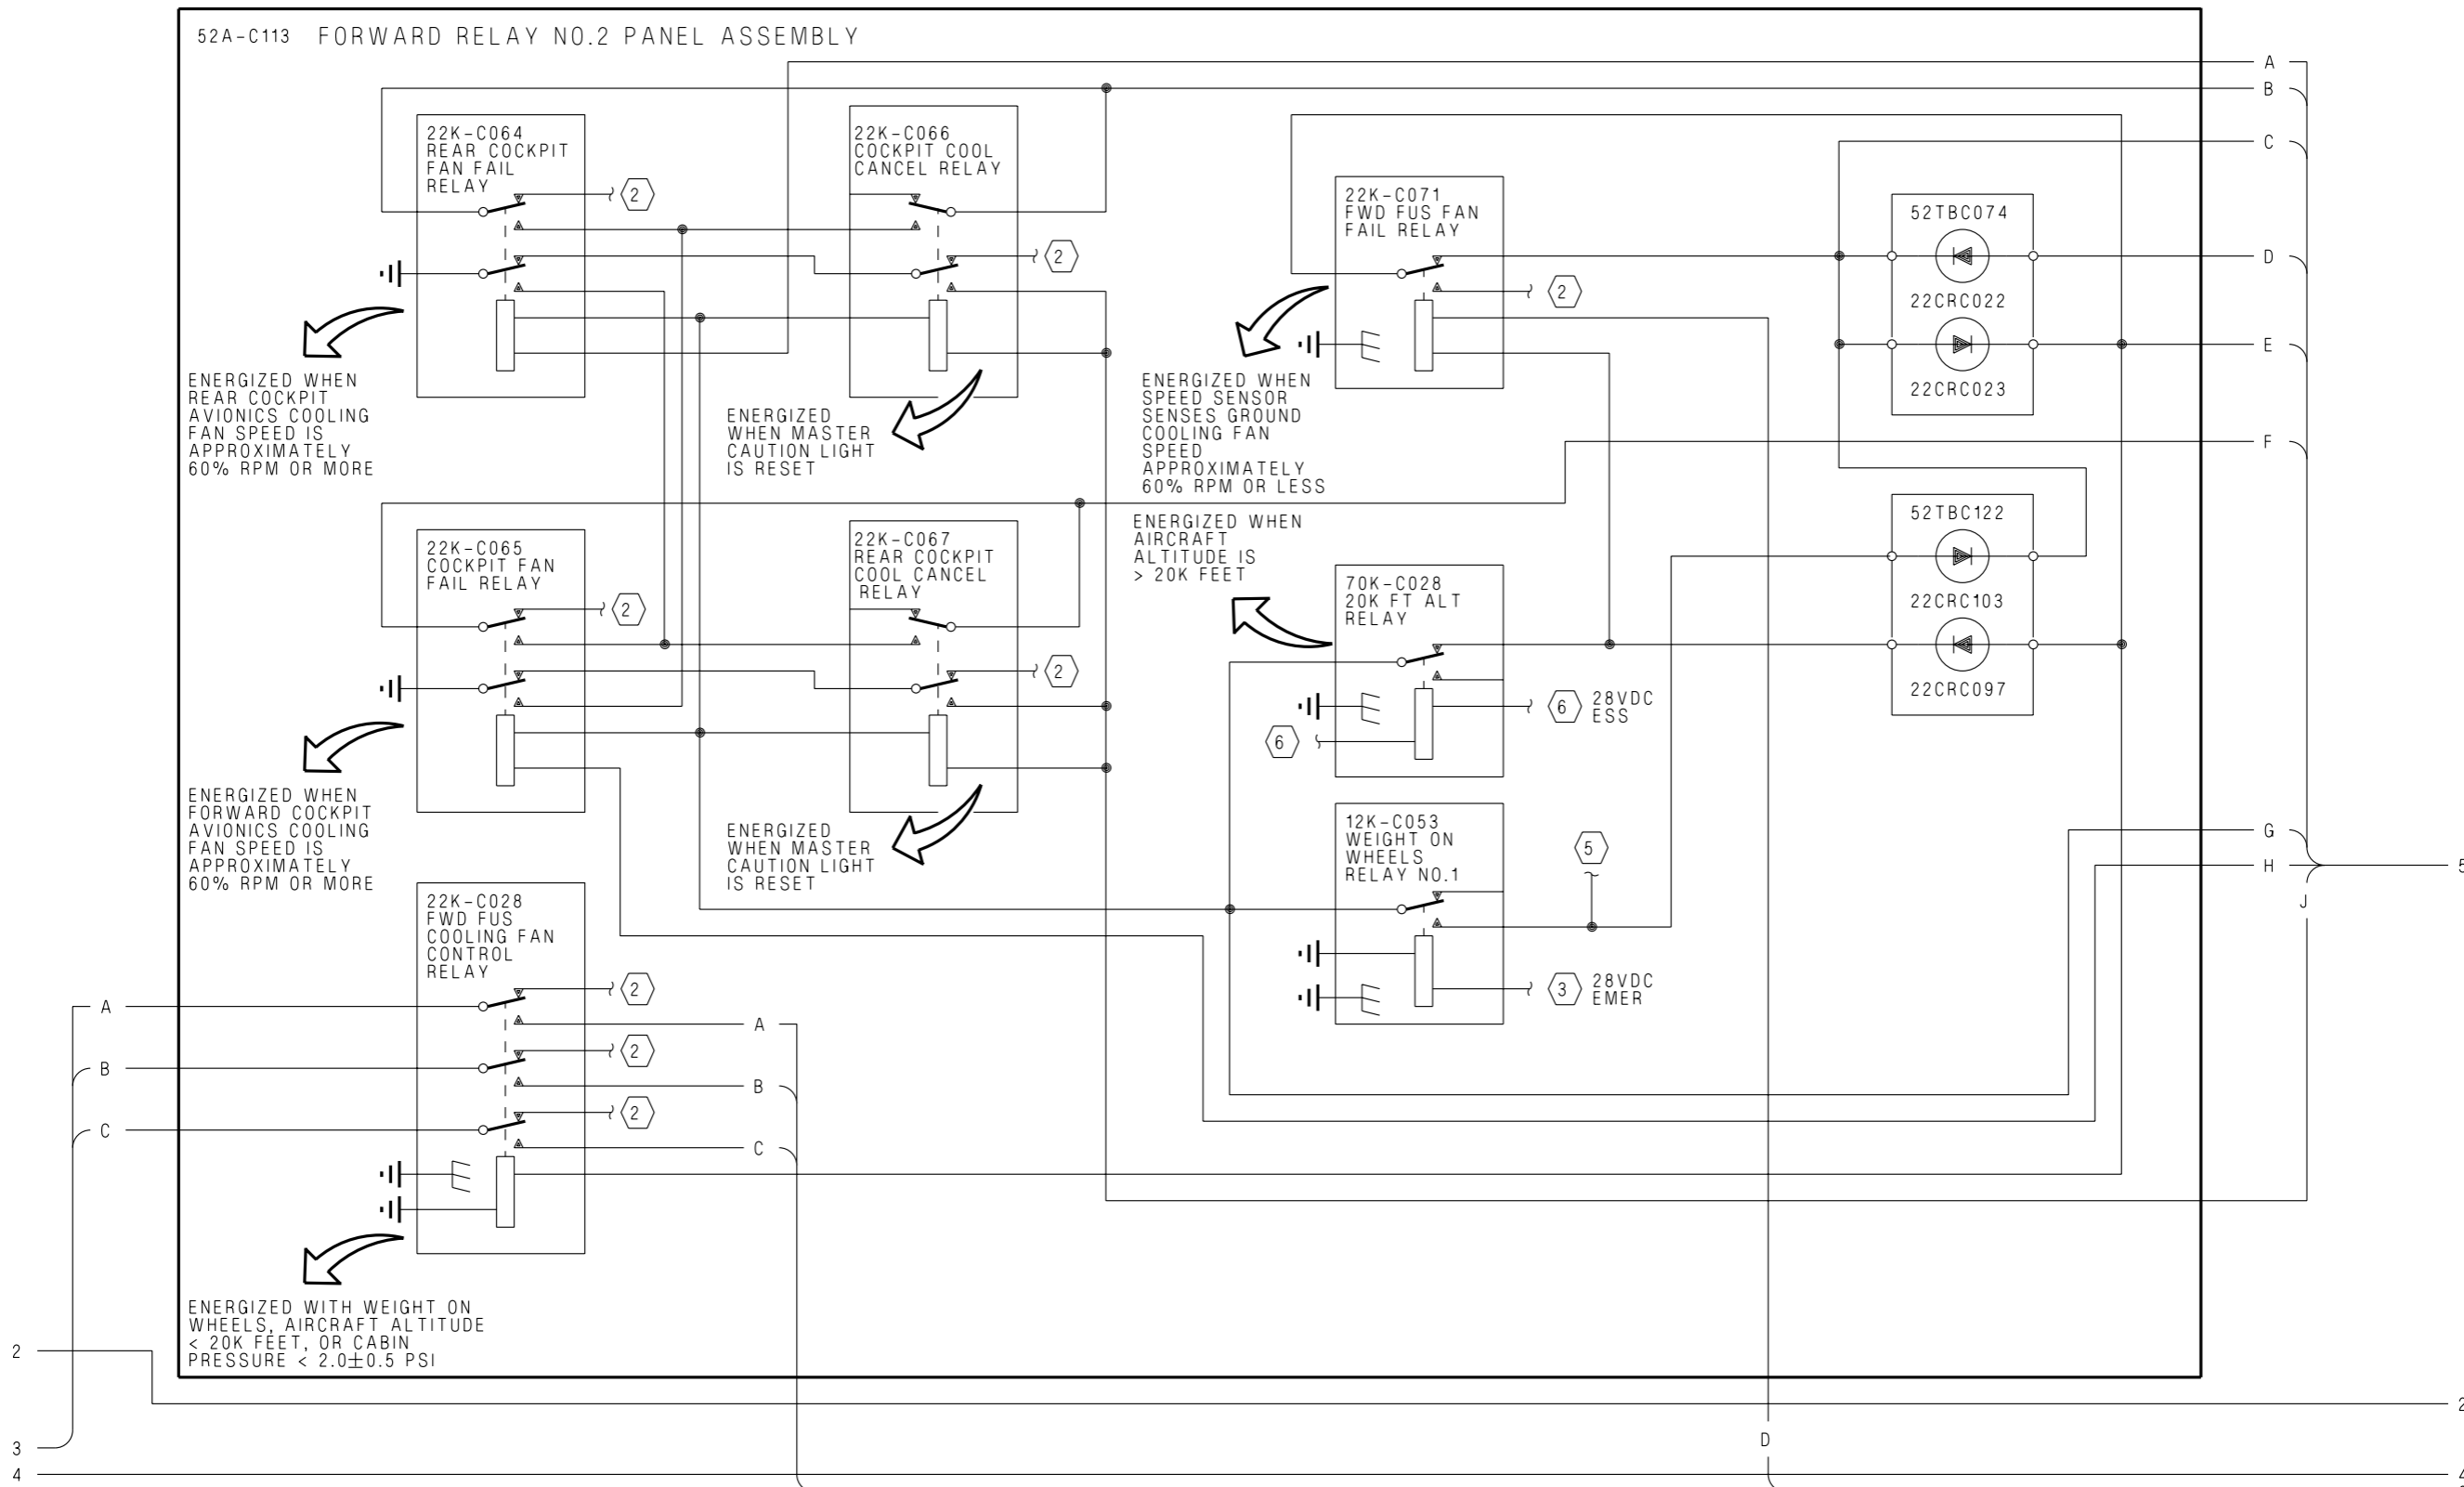 52A-C113 FORWARD RELAY NO.2 PANEL ASSEMBLY
A
B
C
D
E
F
G
H
J
5
22K-C064
REAR COCKPIT
FAN FAIL
RELAY
2
ENERGIZED WHEN
REAR COCKPIT
AVIONICS COOLING
FAN SPEED IS
APPROXIMATELY
60% RPM OR MORE
22K-C066
COCKPIT COOL
CANCEL RELAY
2
ENERGIZED
WHEN MASTER
CAUTION LIGHT
IS RESET
22K-C071
FWD FUS FAN
FAIL RELAY
2
ENERGIZED WHEN
SPEED SENSOR
SENSES GROUND
COOLING FAN
SPEED
APPROXIMATELY
60% RPM OR LESS
52TBC074
22CRC022
22CRC023
22K-C065
COCKPIT FAN
FAIL RELAY
2
ENERGIZED WHEN
FORWARD COCKPIT
AVIONICS COOLING
FAN SPEED IS
APPROXIMATELY
60% RPM OR MORE
22K-C067
REAR COCKPIT
COOL CANCEL
RELAY
2
ENERGIZED
WHEN MASTER
CAUTION LIGHT
IS RESET
ENERGIZED WHEN
AIRCRAFT
ALTITUDE IS
> 20K FEET
70K-C028
20K FT ALT
RELAY
6 28VDC
ESS
6
52TBC122
22CRC103
22CRC097
12K-C053
WEIGHT ON
WHEELS
RELAY NO.1
5
3 28VDC
EMER
22K-C028
FWD FUS
COOLING FAN
CONTROL
RELAY
2
A
A
2
B
B
2
C
C
ENERGIZED WITH WEIGHT ON
WHEELS, AIRCRAFT ALTITUDE
< 20K FEET, OR CABIN
PRESSURE < 2.0±0.5 PSI
2
2
3
D
4
4